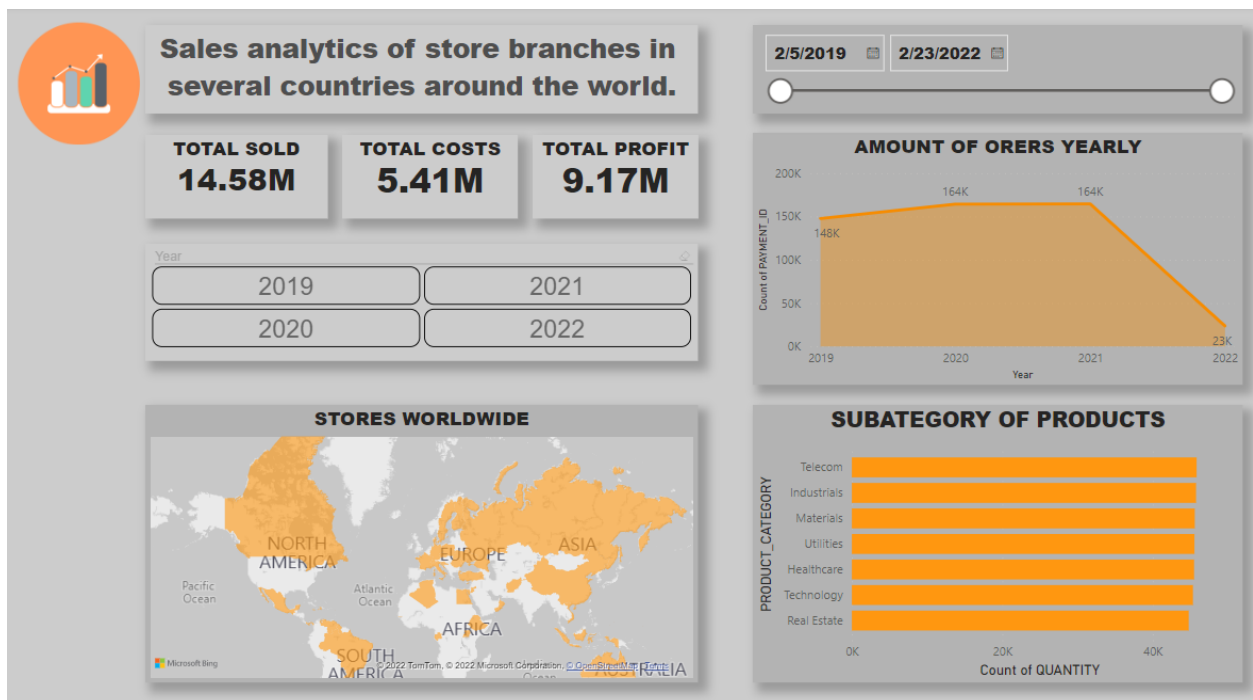 Sales analytics of store branches in
several countries around the world.
2/5/2019
2/23/2022
TOTAL SOLD
14.58M
TOTAL COSTS
5.41M
TOTAL PROFIT
9.17M
Year
2019
2021
2020
2022
AMOUNT OF ORERS YEARLY
Count of PAYMENT_ID
200K
150K
100K
50K
0K
148K
164K
164K
23K
2019
2020
2021
2022
Year
STORES WORLDWIDE
NORTH
AMERICA
EUROPE
ASIA
Pacific
Ocean
Atlantic
Ocean
AFRICA
SOUTH
AMERICA
AUSTRALIA
Microsoft Bing
© 2022 TomTom, © 2022 Microsoft Corporation, © OpenStreetMap Terms
SUBATEGORY OF PRODUCTS
PRODUCT_CATEGORY
Telecom
Industrials
Materials
Utilities
Healthcare
Technology
Real Estate
0K
20K
40K
Count of QUANTITY